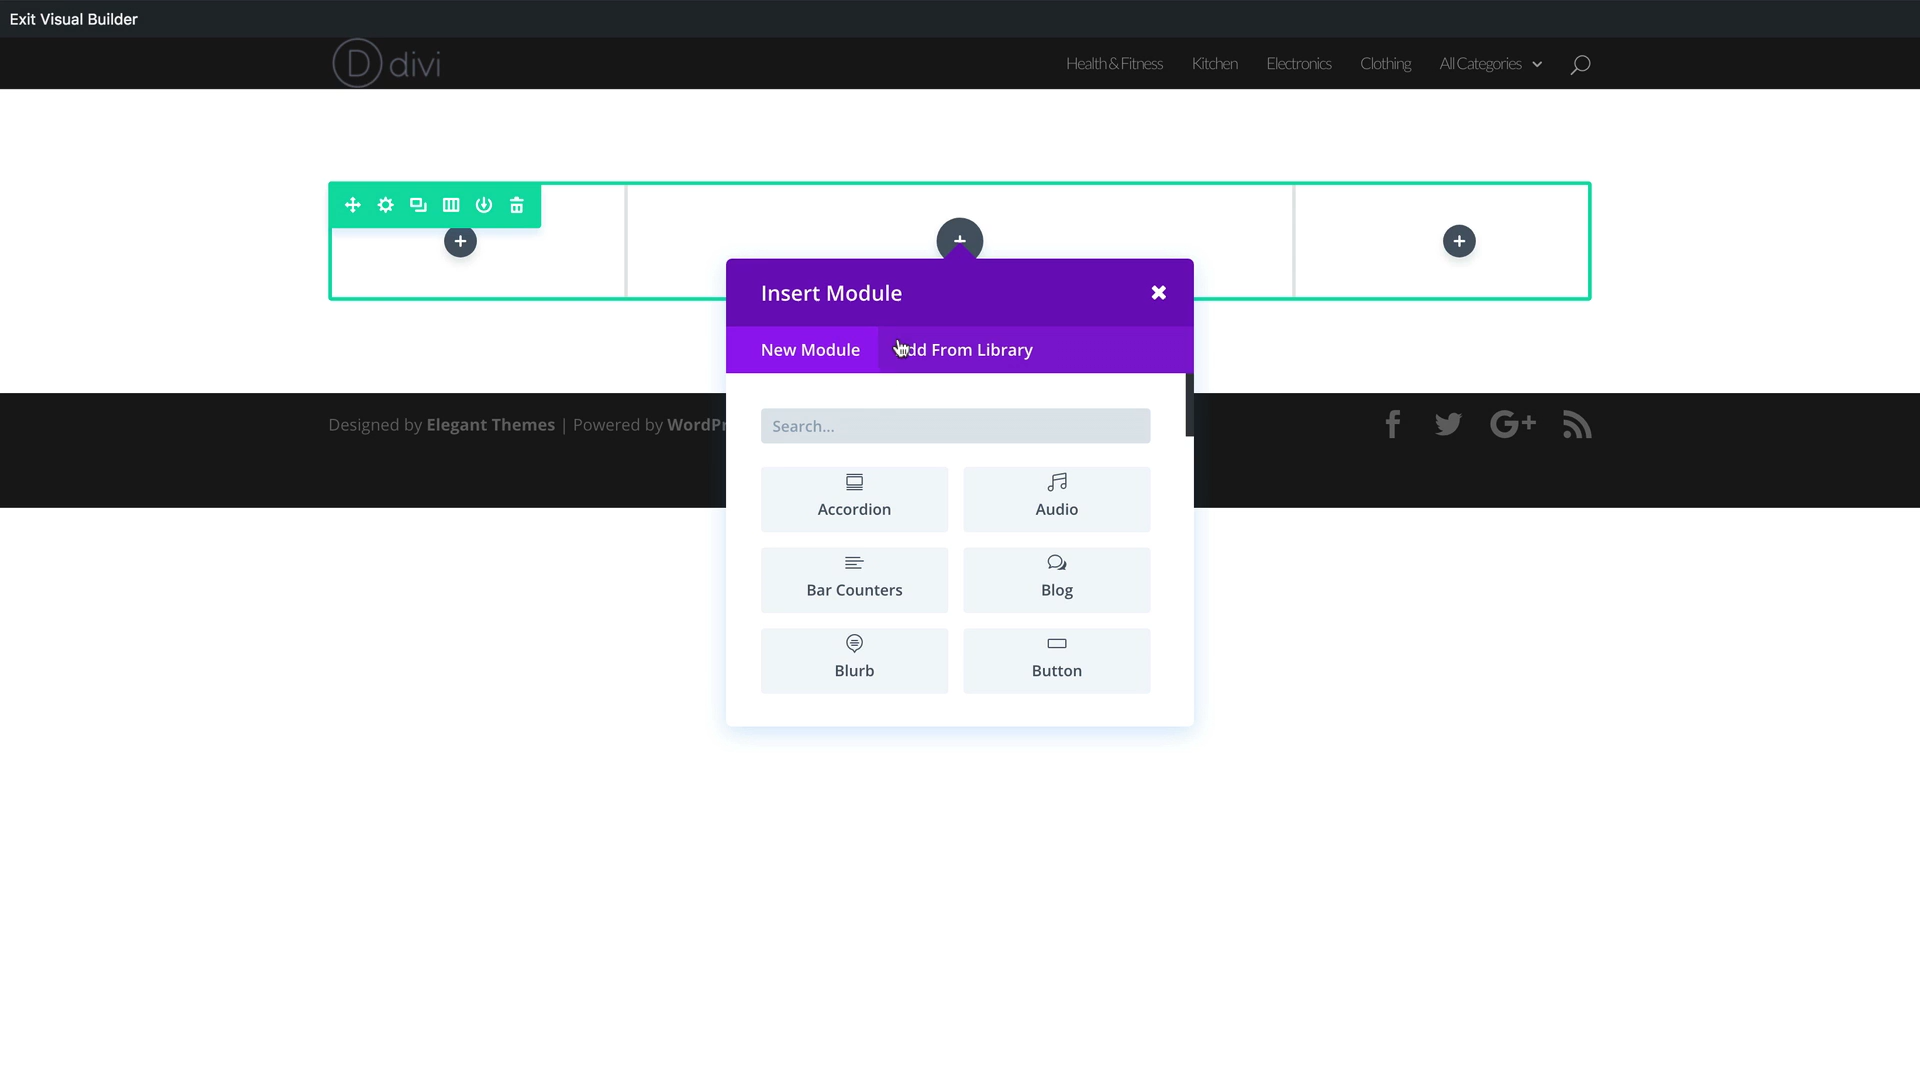 Exit Visual Builder
D divi
Health & Fitness Kitchen Electronics Clothing All Categories
Insert Module
New Module dd From Library
Search...
Designed by Elegant Themes | Powered by WordPr
G+
Accordion Audio
Bar Counters Blog
Blurb Button